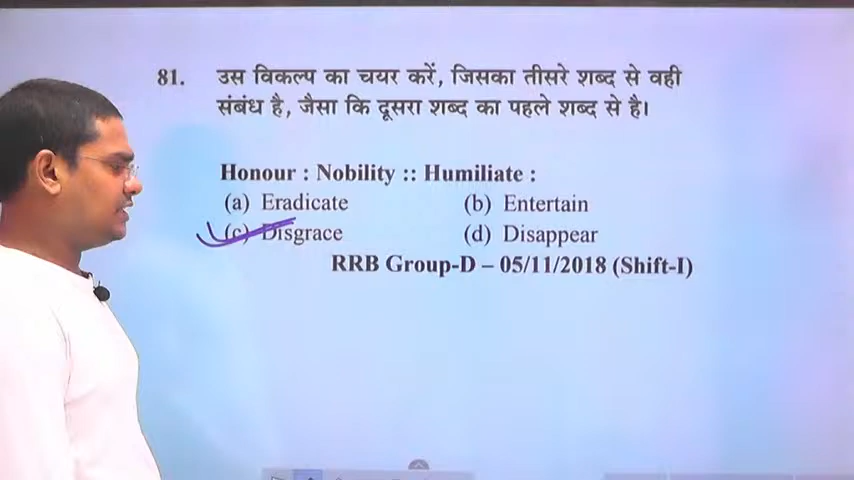 81. उस विकल्प का चयर करें, जिसका तीसरे शब्द से वही
संबंध है, जैसा कि दूसरा शब्द का पहले शब्द से है।
Honour : Nobility :: Humiliate :
(a) Eradicate (b) Entertain
(c) Disgrace (d) Disappear
RRB Group-D – 05/11/2018 (Shift-I)